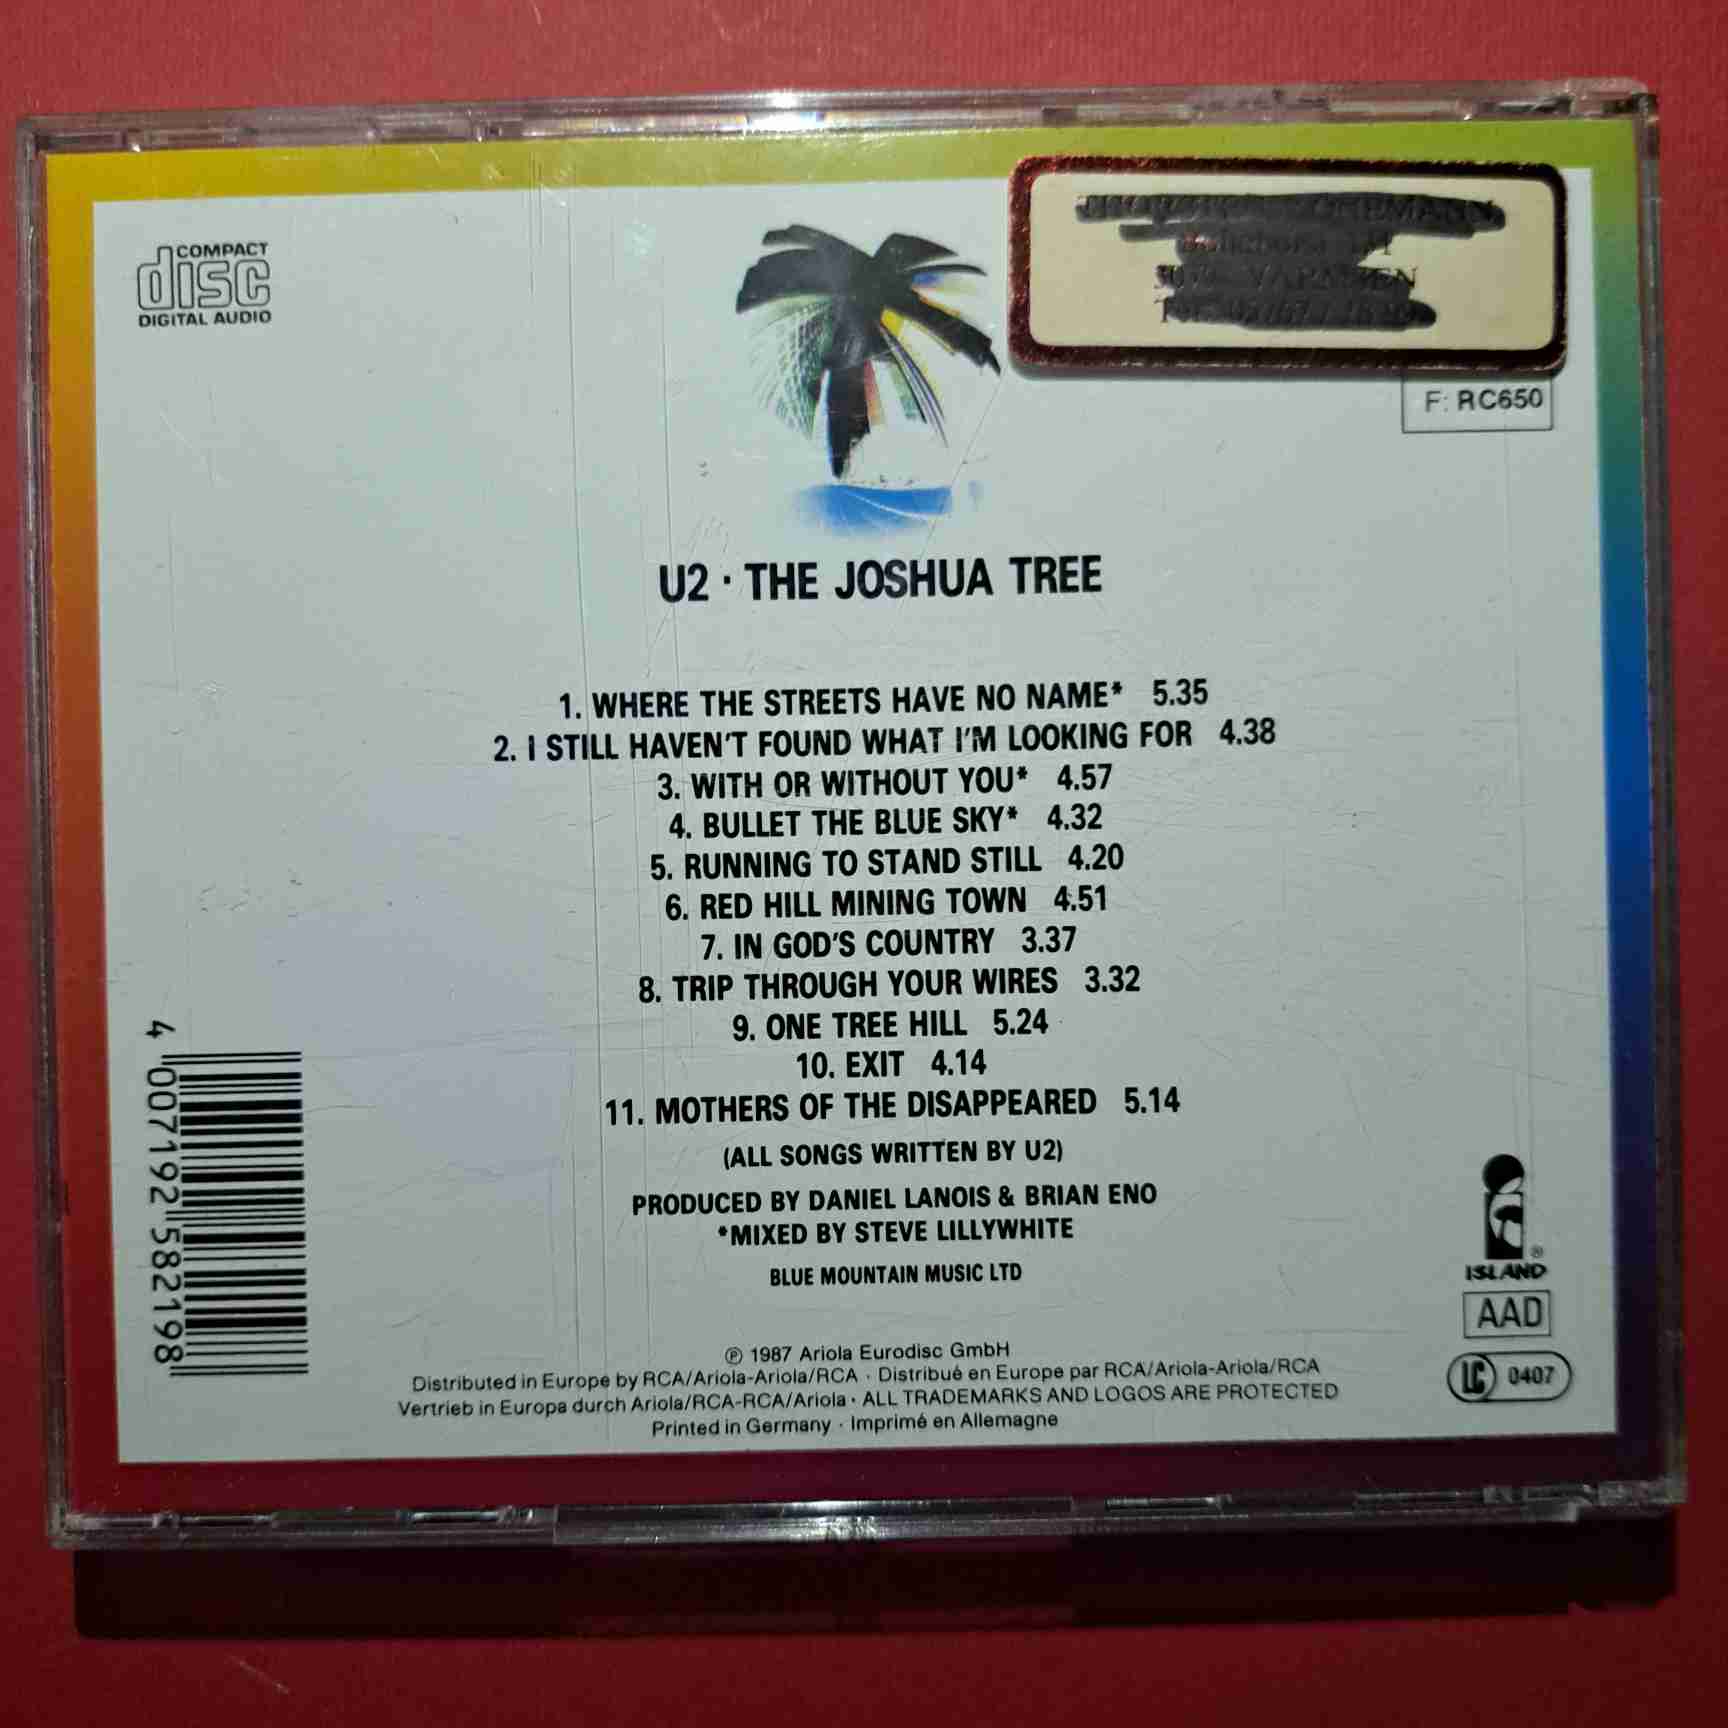 COMPACT
disc
DIGITAL AUDIO
F: RC650
U2 · THE JOSHUA TREE
1. WHERE THE STREETS HAVE NO NAME* 5.35
2. I STILL HAVEN'T FOUND WHAT I'M LOOKING FOR 4.38
3. WITH OR WITHOUT YOU* 4.57
4. BULLET THE BLUE SKY* 4.32
5. RUNNING TO STAND STILL 4.20
6. RED HILL MINING TOWN 4.51
7. IN GOD'S COUNTRY 3.37
8. TRIP THROUGH YOUR WIRES 3.32
9. ONE TREE HILL 5.24
10. EXIT 4.14
11. MOTHERS OF THE DISAPPEARED 5.14
(ALL SONGS WRITTEN BY U2)
PRODUCED BY DANIEL LANOIS & BRIAN ENO
*MIXED BY STEVE LILLYWHITE
BLUE MOUNTAIN MUSIC LTD
℗ 1987 Ariola Eurodisc GmbH
Distributed in Europe by RCA/Ariola-Ariola/RCA · Distribué en Europe par RCA/Ariola-Ariola/RCA
Vertrieb in Europa durch Ariola/RCA-RCA/Ariola · ALL TRADEMARKS AND LOGOS ARE PROTECTED
Printed in Germany · Imprimé en Allemagne
4 007192 582198
®
ISLAND
AAD
LC 0407